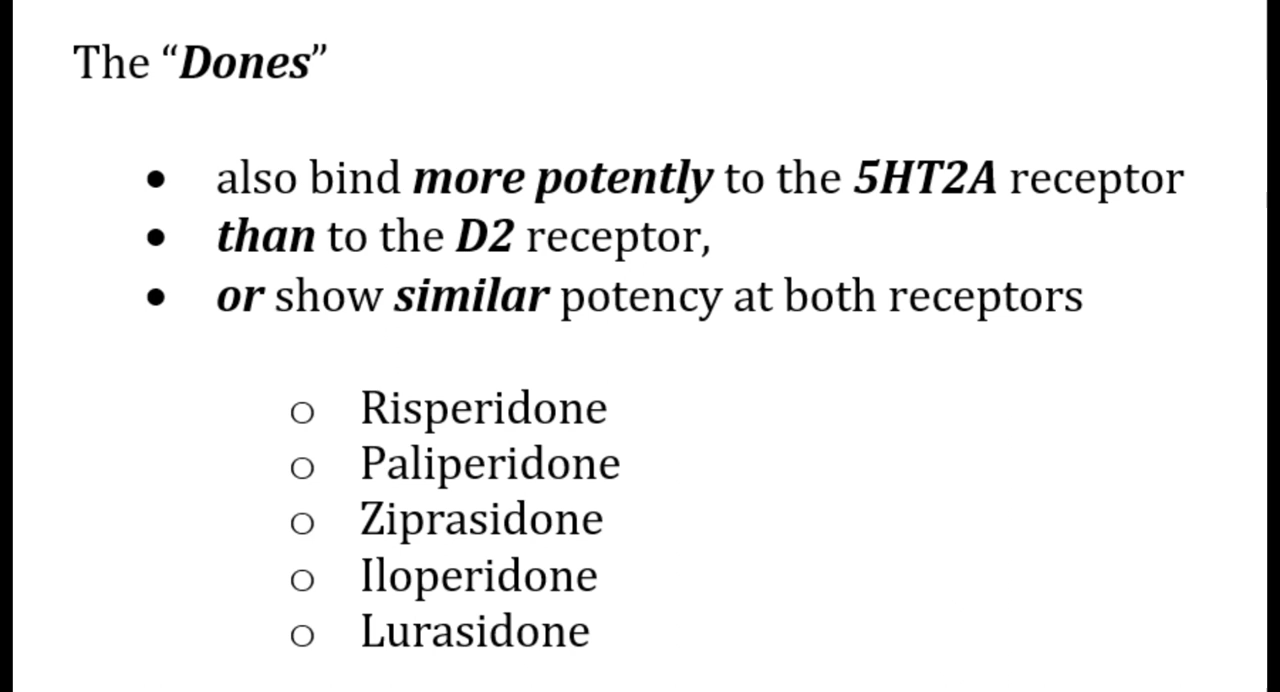 The “Dones”
• also bind more potently to the 5HT2A receptor
• than to the D2 receptor,
• or show similar potency at both receptors
○ Risperidone
○ Paliperidone
○ Ziprasidone
○ Iloperidone
○ Lurasidone